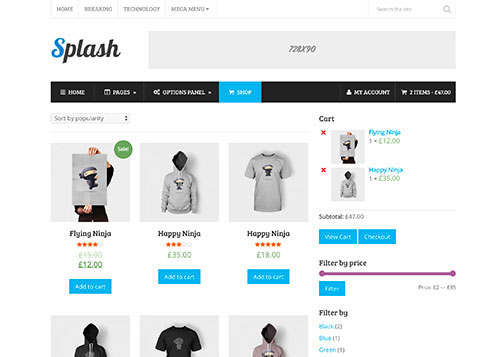 HOME BREAKING TECHNOLOGY MEGA MENU
Search the site
Splash
728X90
HOME PAGES OPTIONS PANEL SHOP MY ACCOUNT 2 ITEMS - £47.00
Sort by popularity
Cart
Sale!
Flying Ninja
1 × £12.00
Happy Ninja
1 × £35.00
Flying Ninja
£15.00
£12.00
Add to cart
Happy Ninja
£35.00
Add to cart
Happy Ninja
£18.00
Add to cart
Subtotal: £47.00
View Cart Checkout
Filter by price
Filter
Price: £2 — £35
Filter by
Black (2)
Blue (1)
Green (1)